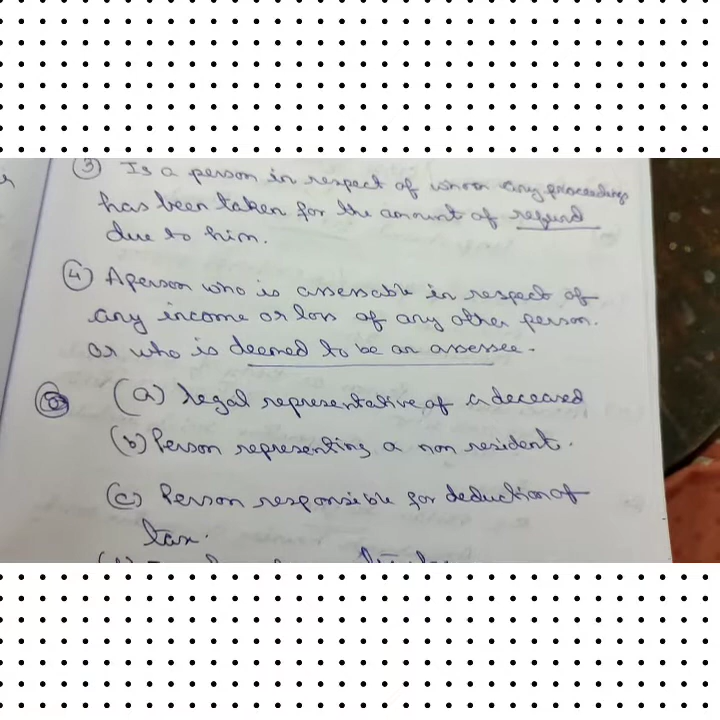 ③ Is a person in respect of whom any proceedings
has been taken for the amount of refund
due to him.
④ A person who is assessable in respect of
any income or loss of any other person.
or who is deemed to be an assessee.
(a) legal representative of a deceased
(b) Person representing a non resident.
(c) Person responsible for deduction of
tax.